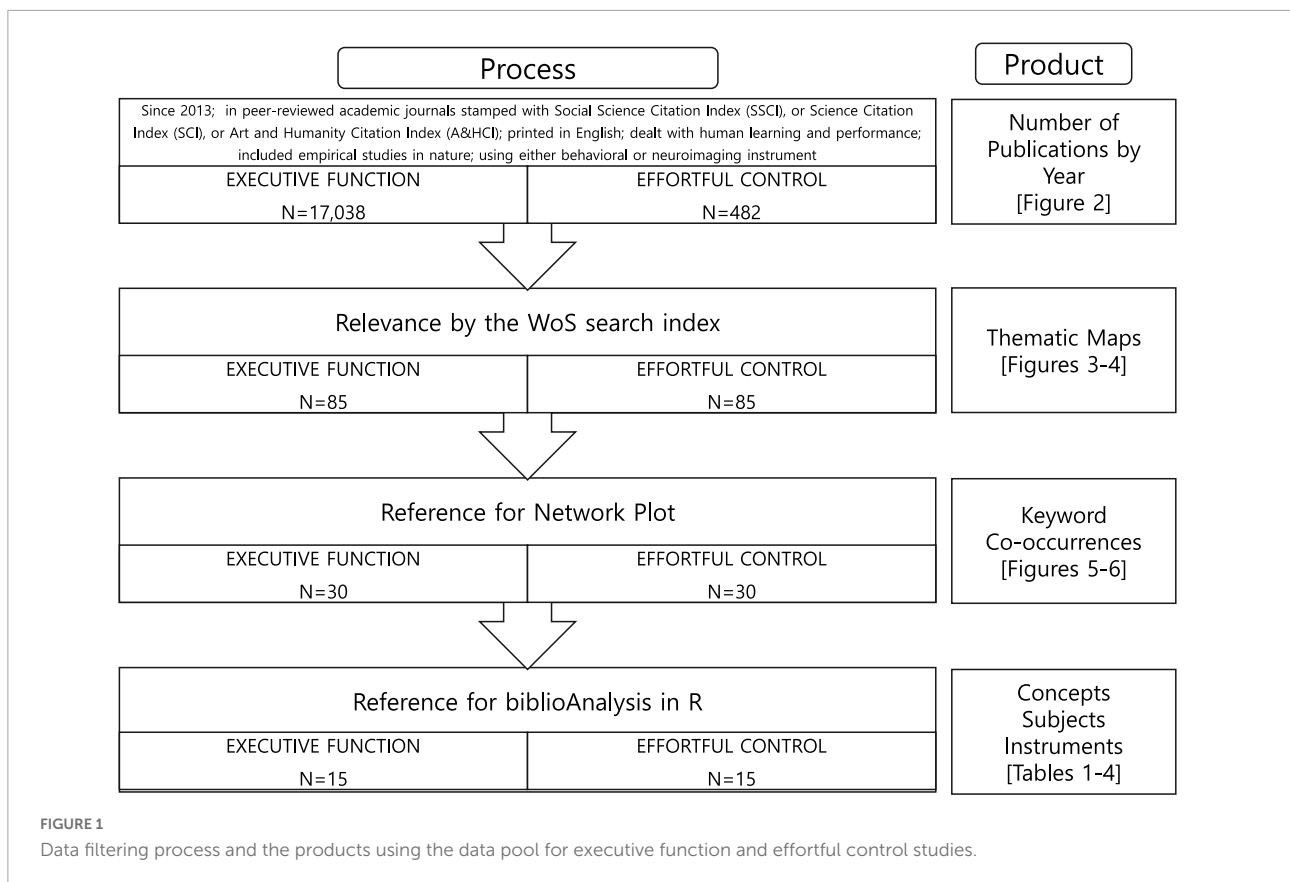 Process
Product
Since 2013; in peer-reviewed academic journals stamped with Social Science Citation Index (SSCI), or Science Citation
Index (SCI), or Art and Humanity Citation Index (A&HCI); printed in English; dealt with human learning and performance;
included empirical studies in nature; using either behavioral or neuroimaging instrument
EXECUTIVE FUNCTION
N=17,038
EFFORTFUL CONTROL
N=482
Number of
Publications by
Year
[Figure 2]
Relevance by the WoS search index
EXECUTIVE FUNCTION
N=85
EFFORTFUL CONTROL
N=85
Thematic Maps
[Figures 3-4]
Reference for Network Plot
EXECUTIVE FUNCTION
N=30
EFFORTFUL CONTROL
N=30
Keyword
Co-occurrences
[Figures 5-6]
Reference for biblioAnalysis in R
EXECUTIVE FUNCTION
N=15
EFFORTFUL CONTROL
N=15
Concepts
Subjects
Instruments
[Tables 1-4]
FIGURE 1
Data filtering process and the products using the data pool for executive function and effortful control studies.